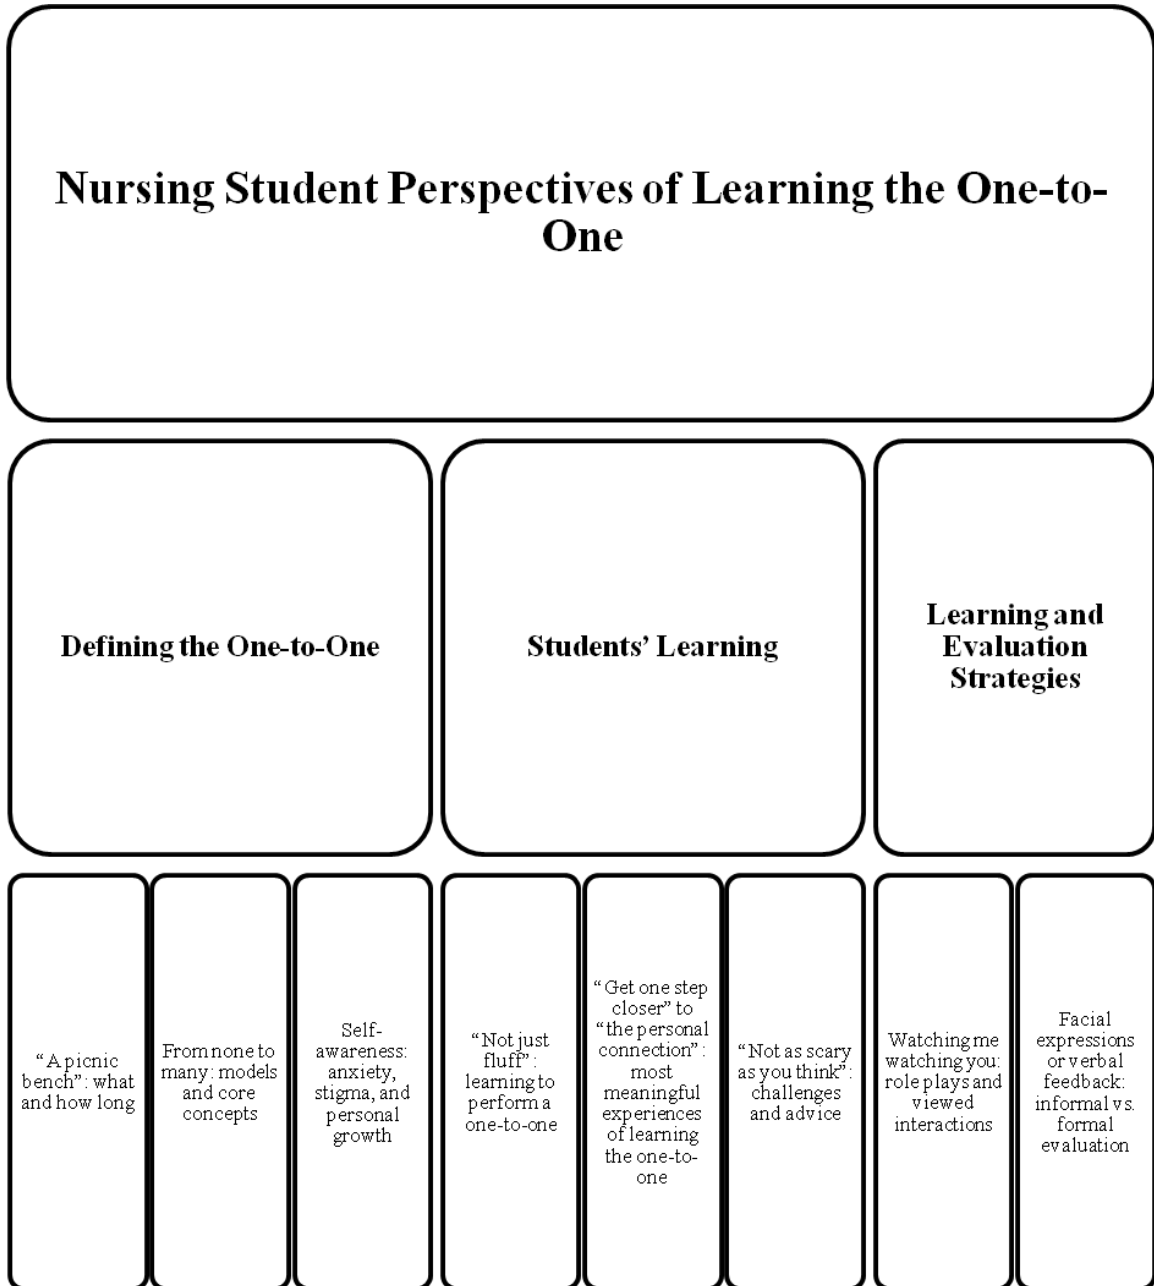 Nursing Student Perspectives of Learning the One-to-
One
Defining the One-to-One
Students’ Learning
Learning and
Evaluation
Strategies
“A picnic
bench”: what
and how long
From none to
many: models
and core
concepts
Self-
awareness:
anxiety,
stigma, and
personal
growth
“Not just
fluff”:
learning to
perform a
one-to-one
“Get one step
closer” to
“the personal
connection”:
most
meaningful
experiences
of learning
the one-to-
one
“Not as scary
as you think”:
challenges
and advice
Watching me
watching you:
role plays and
viewed
interactions
Facial
expressions
or verbal
feedback:
informal vs.
formal
evaluation